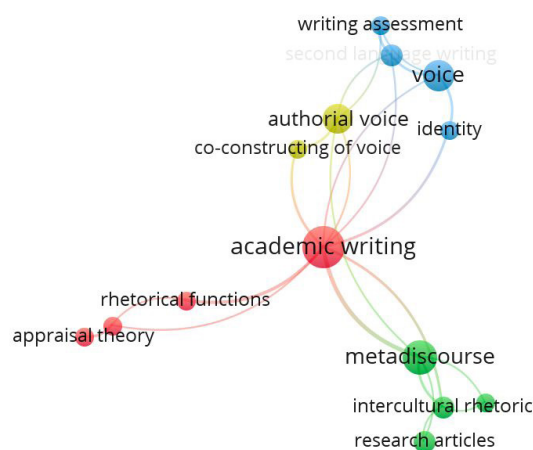 writing assessment
second language writing
voice
authorial voice
identity
co-constructing of voice
academic writing
rhetorical functions
appraisal theory
metadiscourse
intercultural rhetoric
research articles